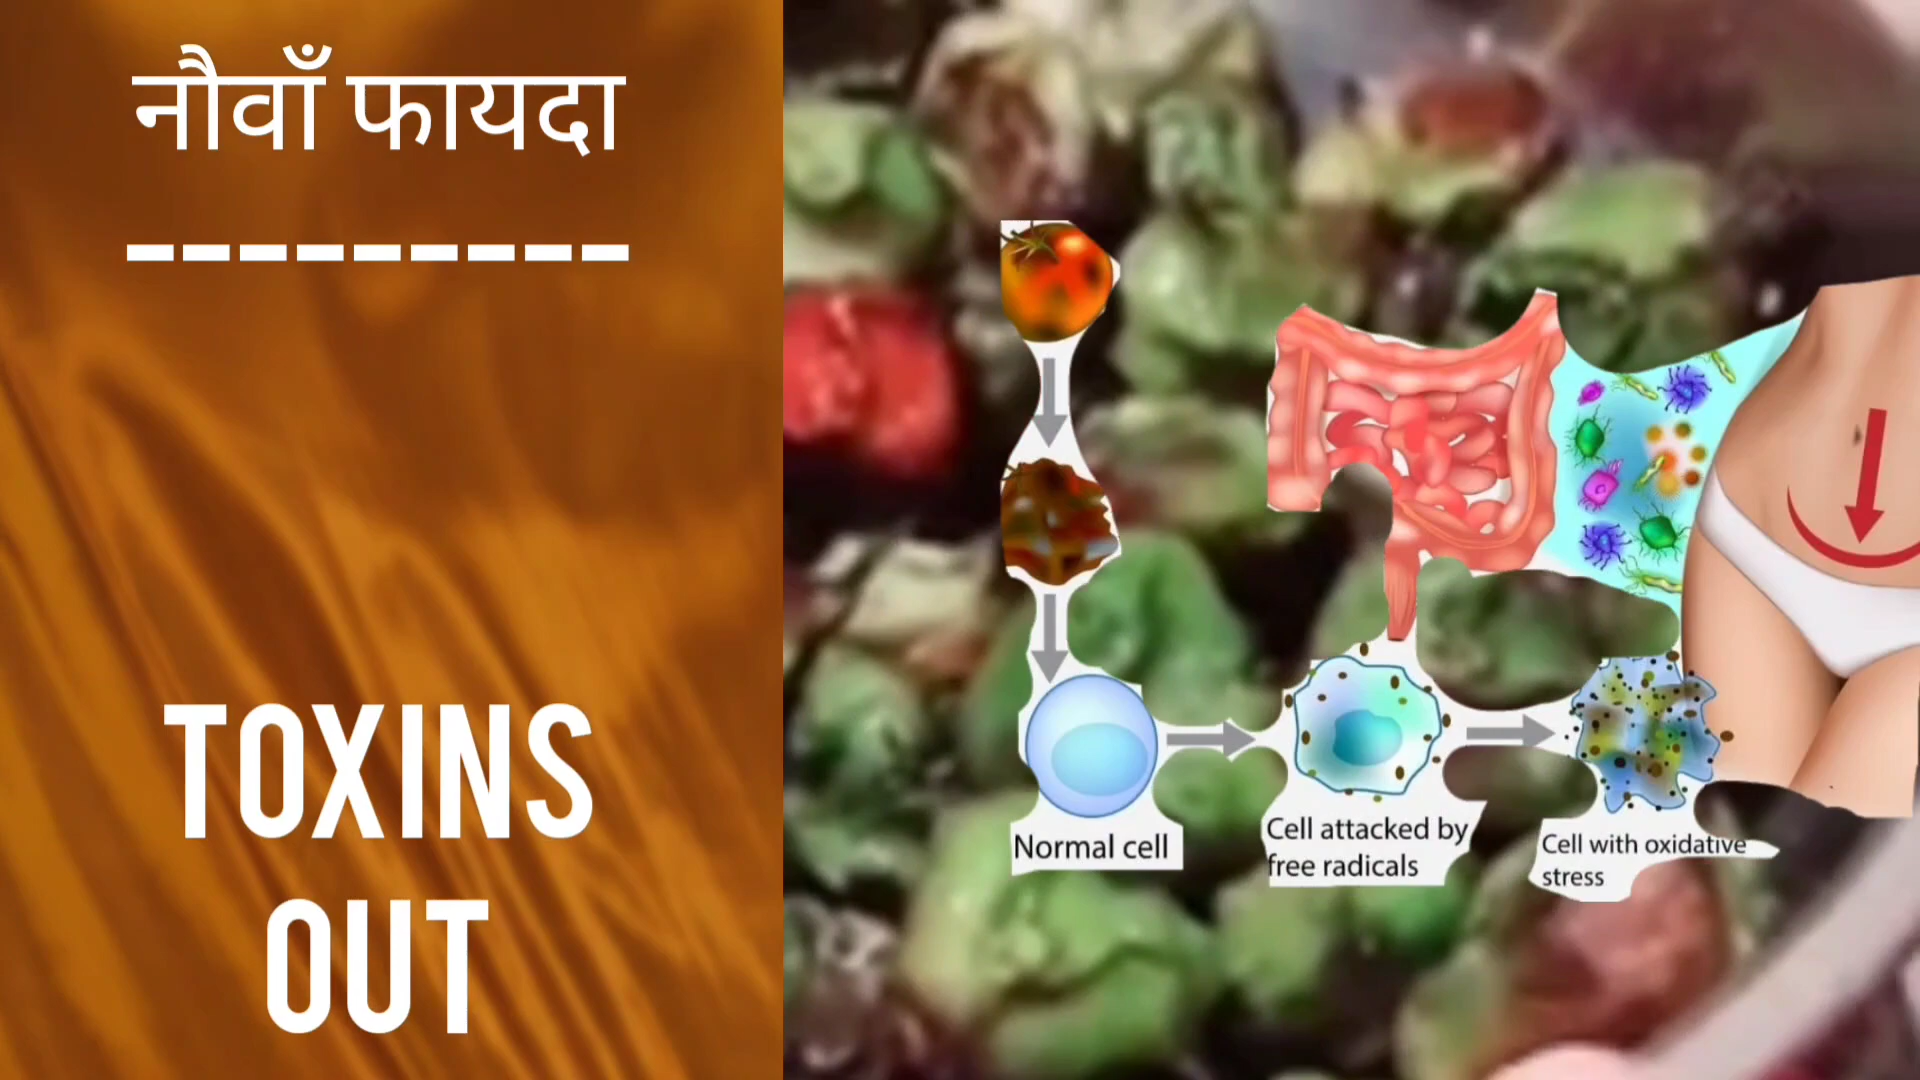 नौवाँ फायदा
---------
TOXINS
OUT
Normal cell
Cell attacked by
free radicals
Cell with oxidative
stress